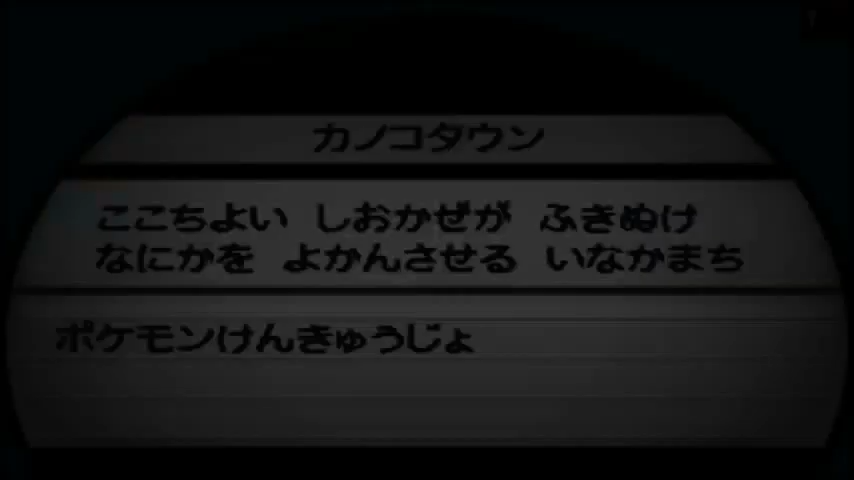 カノコタウン
ここちよい しおかぜが ふきぬけ
なにかを よかんさせる いなかまち
ポケモンけんきゅうじょ